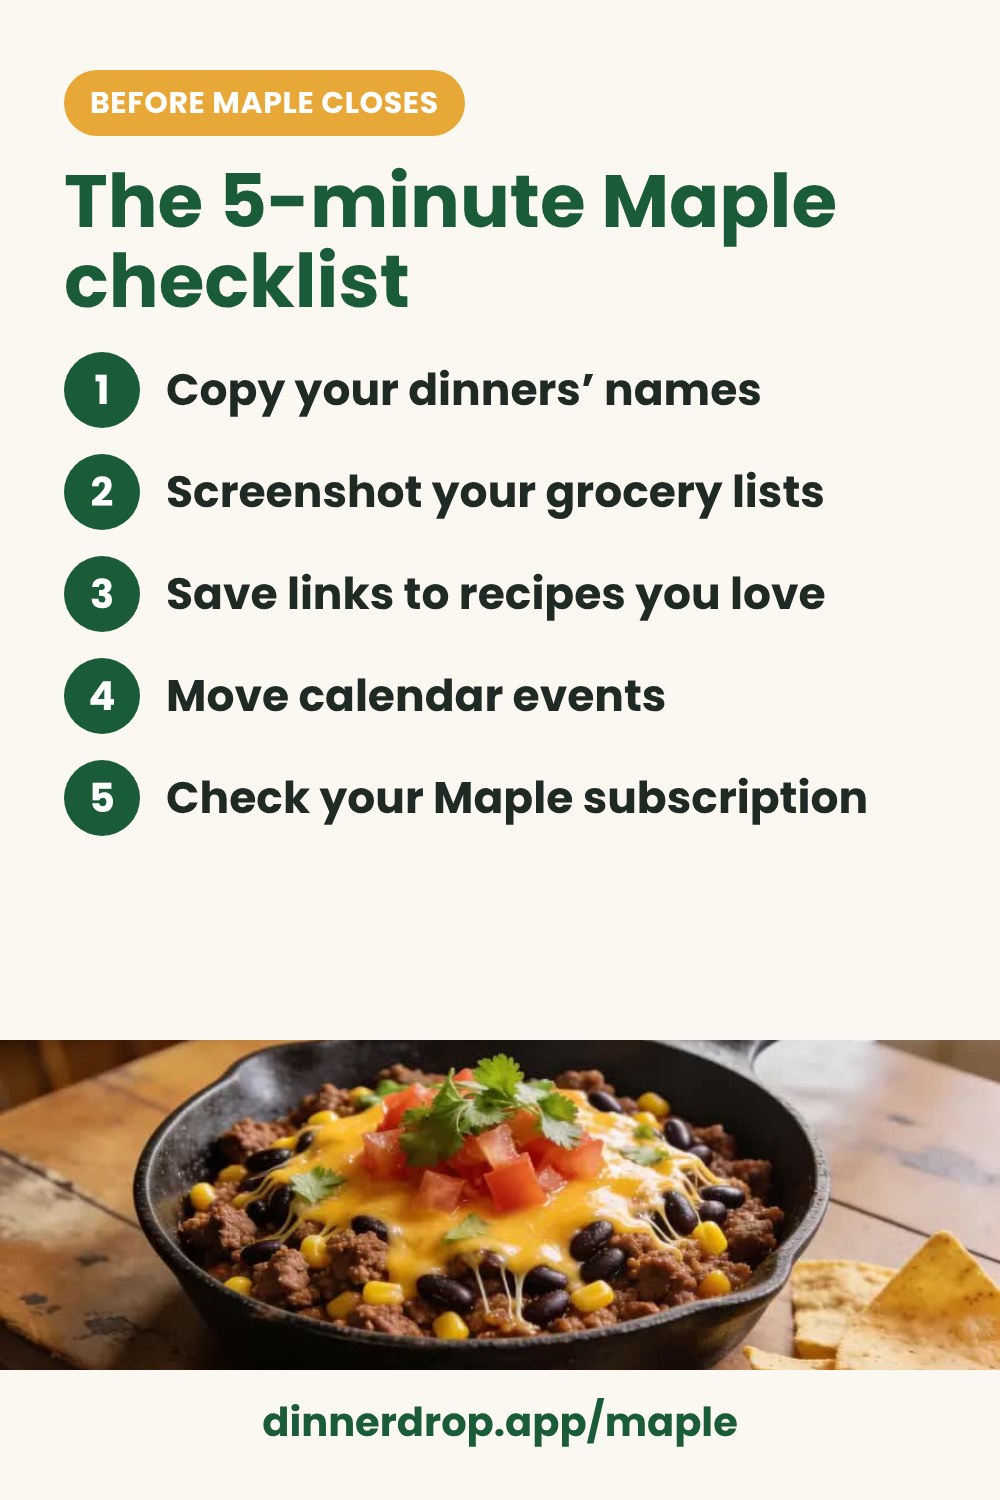 BEFORE MAPLE CLOSES
The 5-minute Maple
checklist
1 Copy your dinners’ names
2 Screenshot your grocery lists
3 Save links to recipes you love
4 Move calendar events
5 Check your Maple subscription
dinnerdrop.app/maple